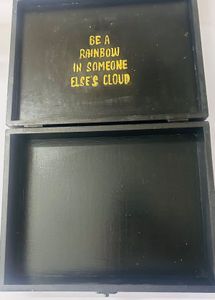 BE A
RAINBOW
IN SOMEONE
ELSE'S CLOUD